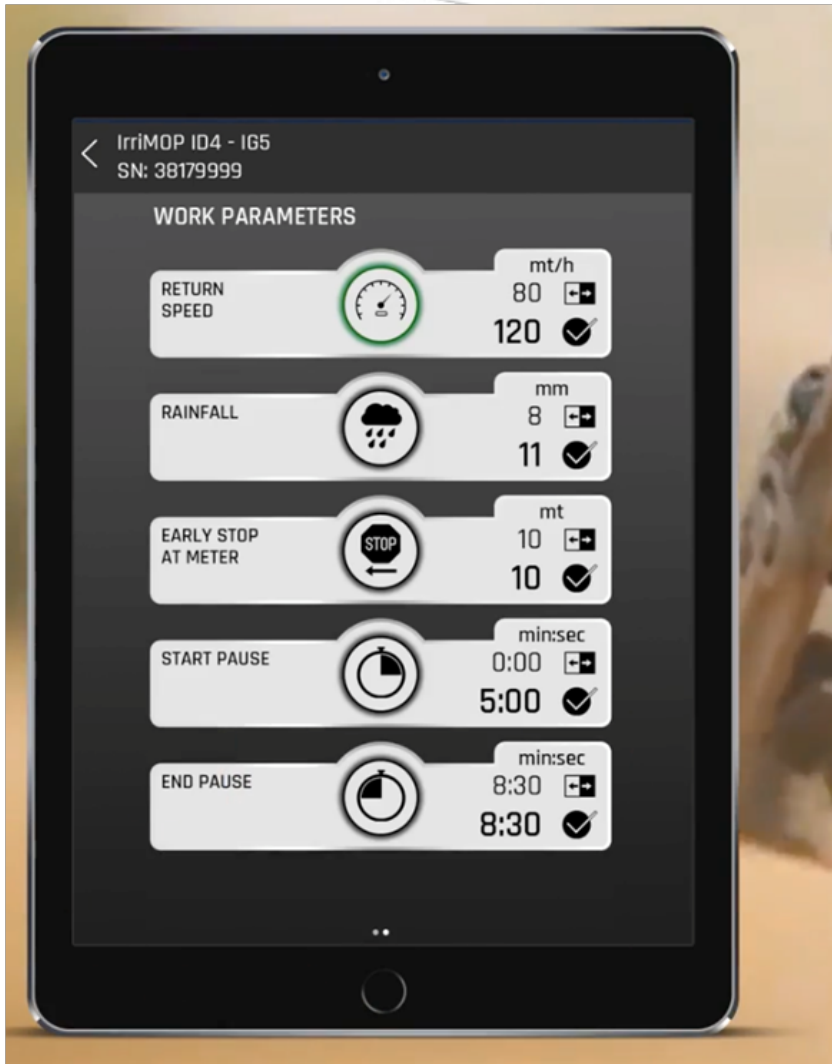 IrriMOP ID4 - IG5
SN: 38179999
WORK PARAMETERS
RETURN
SPEED
mt/h
80
120
RAINFALL
mm
8
11
EARLY STOP
AT METER
STOP
mt
10
10
START PAUSE
min:sec
0:00
5:00
END PAUSE
min:sec
8:30
8:30